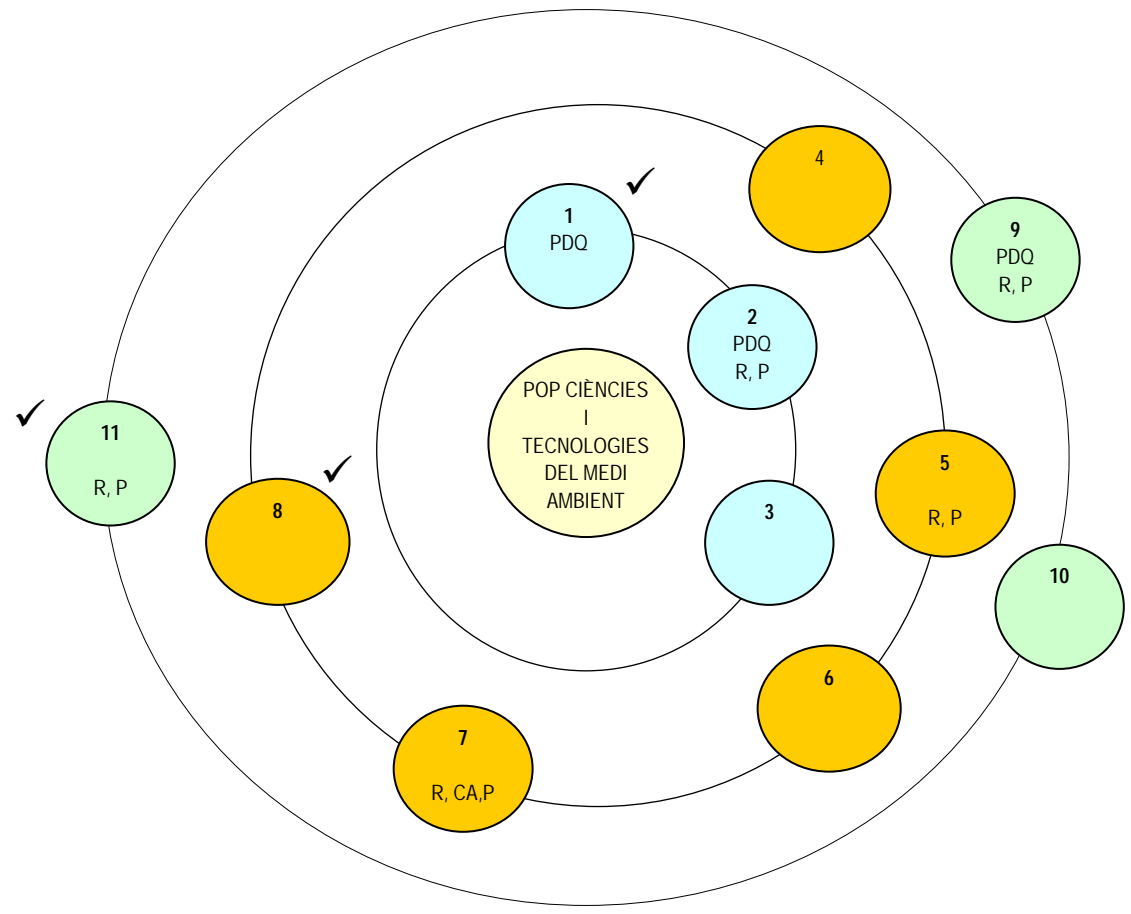 4
1
PDQ
9
PDQ
R, P
2
PDQ
R, P
POP CIÈNCIES
I
TECNOLOGIES
DEL MEDI
AMBIENT
11
R, P
5
R, P
8
3
10
6
7
R, CA,P